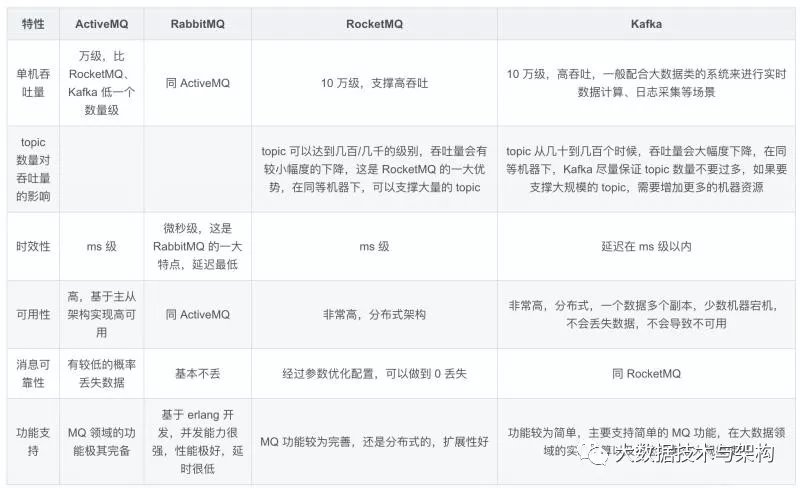 特性 ActiveMQ RabbitMQ RocketMQ Kafka
单机吞
吐量
万级，比
RocketMQ、
Kafka 低一个
数量级
同 ActiveMQ
10 万级，支撑高吞吐
10 万级，高吞吐，一般配合大数据类的系统来进行实时
数据计算、日志采集等场景
topic
数量对
吞吐量
的影响
topic 可以达到几百/几千的级别，吞吐量会有
较小幅度的下降，这是 RocketMQ 的一大优
势，在同等机器下，可以支撑大量的 topic
topic 从几十到几百个时候，吞吐量会大幅度下降，在同
等机器下，Kafka 尽量保证 topic 数量不要过多，如果要
支撑大规模的 topic，需要增加更多的机器资源
时效性
ms 级
微秒级，这是
RabbitMQ 的一大
特点，延迟最低
ms 级
延迟在 ms 级以内
可用性
高，基于主从
架构实现高可
用
同 ActiveMQ
非常高，分布式架构
非常高，分布式，一个数据多个副本，少数机器宕机，
不会丢失数据，不会导致不可用
消息可
靠性
有较低的概率
丢失数据
基本不丢
经过参数优化配置，可以做到 0 丢失
同 RocketMQ
功能支
持
MQ 领域的功
能极其完备
基于 erlang 开
发，并发能力很
强，性能极好，延
时很低
MQ 功能较为完善，还是分布式的，扩展性好
功能较为简单，主要支持简单的 MQ 功能，在大数据领
域的实
大数据技术与架构